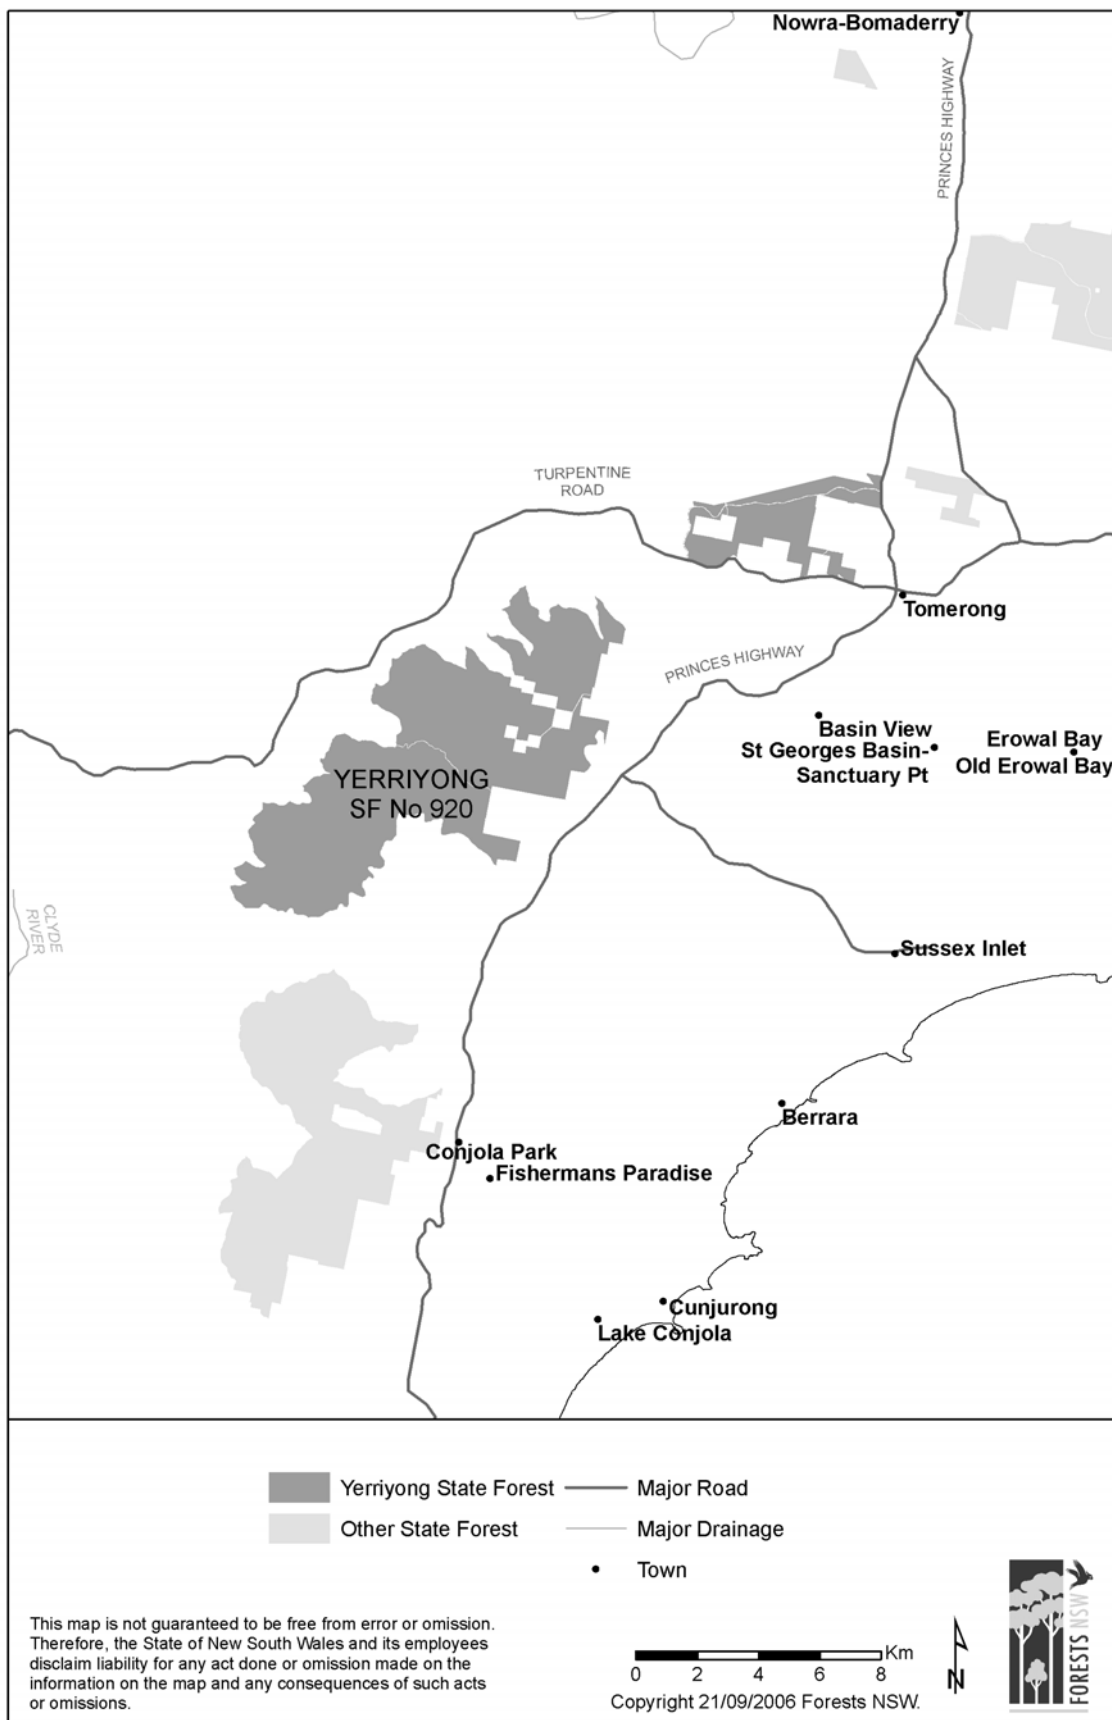 Nowra-Bomaderry
PRINCES HIGHWAY
TURPENTINE
ROAD
Tomerong
PRINCES HIGHWAY
Basin View
St Georges Basin-
Sanctuary Pt
Erowal Bay
Old Erowal Bay
YERRIYONG
SF No 920
CLYDE
RIVER
Sussex Inlet
Berrara
Conjola Park
Fishermans Paradise
Cunjurong
Lake Conjola
Yerriyong State Forest
Major Road
Other State Forest
Major Drainage
Town
This map is not guaranteed to be free from error or omission.
Therefore, the State of New South Wales and its employees
disclaim liability for any act done or omission made on the
information on the map and any consequences of such acts
or omissions.
Km
0 2 4 6 8
Copyright 21/09/2006 Forests NSW.
N
FORESTS NSW